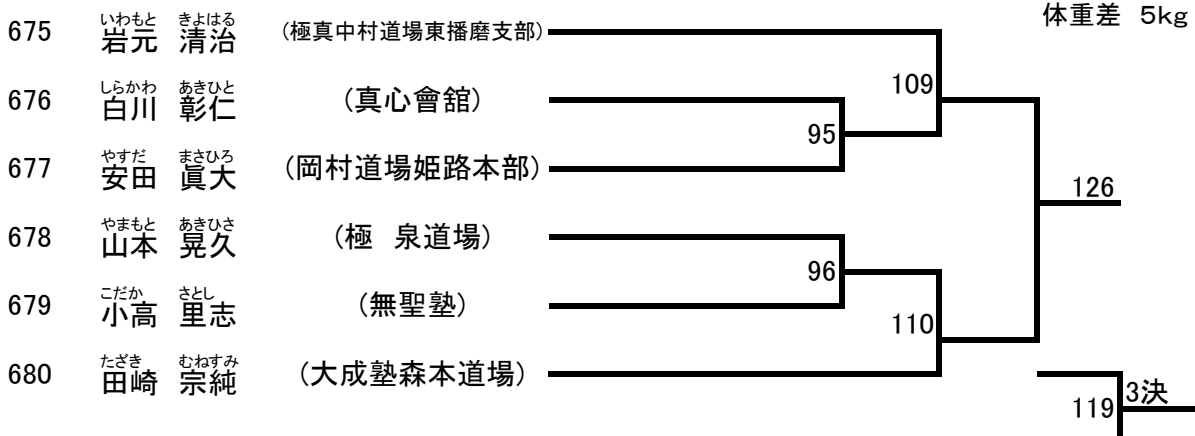 体重差 5kg
いわもと きよはる
675 岩元 清治 (極真中村道場東播磨支部)
109
しらかわ あきひと
676 白川 彰仁 (真心會舘)
95
やすだ まさひろ
677 安田 眞大 (岡村道場姫路本部)
126
やまもと あきひさ
678 山本 晃久 (極 泉道場)
96
こだか さとし
679 小高 里志 (無聖塾)
110
たざき むねすみ
680 田崎 宗純 (大成塾森本道場)
3決
119